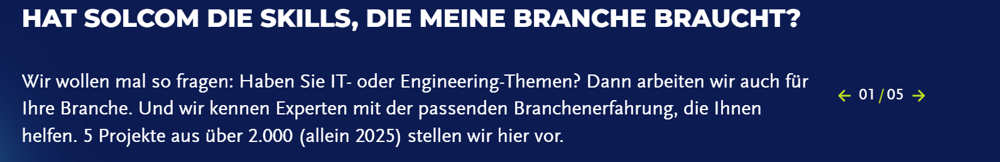 HAT SOLCOM DIE SKILLS, DIE MEINE BRANCHE BRAUCHT?
Wir wollen mal so fragen: Haben Sie IT- oder Engineering-Themen? Dann arbeiten wir auch für
Ihre Branche. Und wir kennen Experten mit der passenden Branchenerfahrung, die Ihnen
helfen. 5 Projekte aus über 2.000 (allein 2025) stellen wir hier vor.
← 01 / 05 →